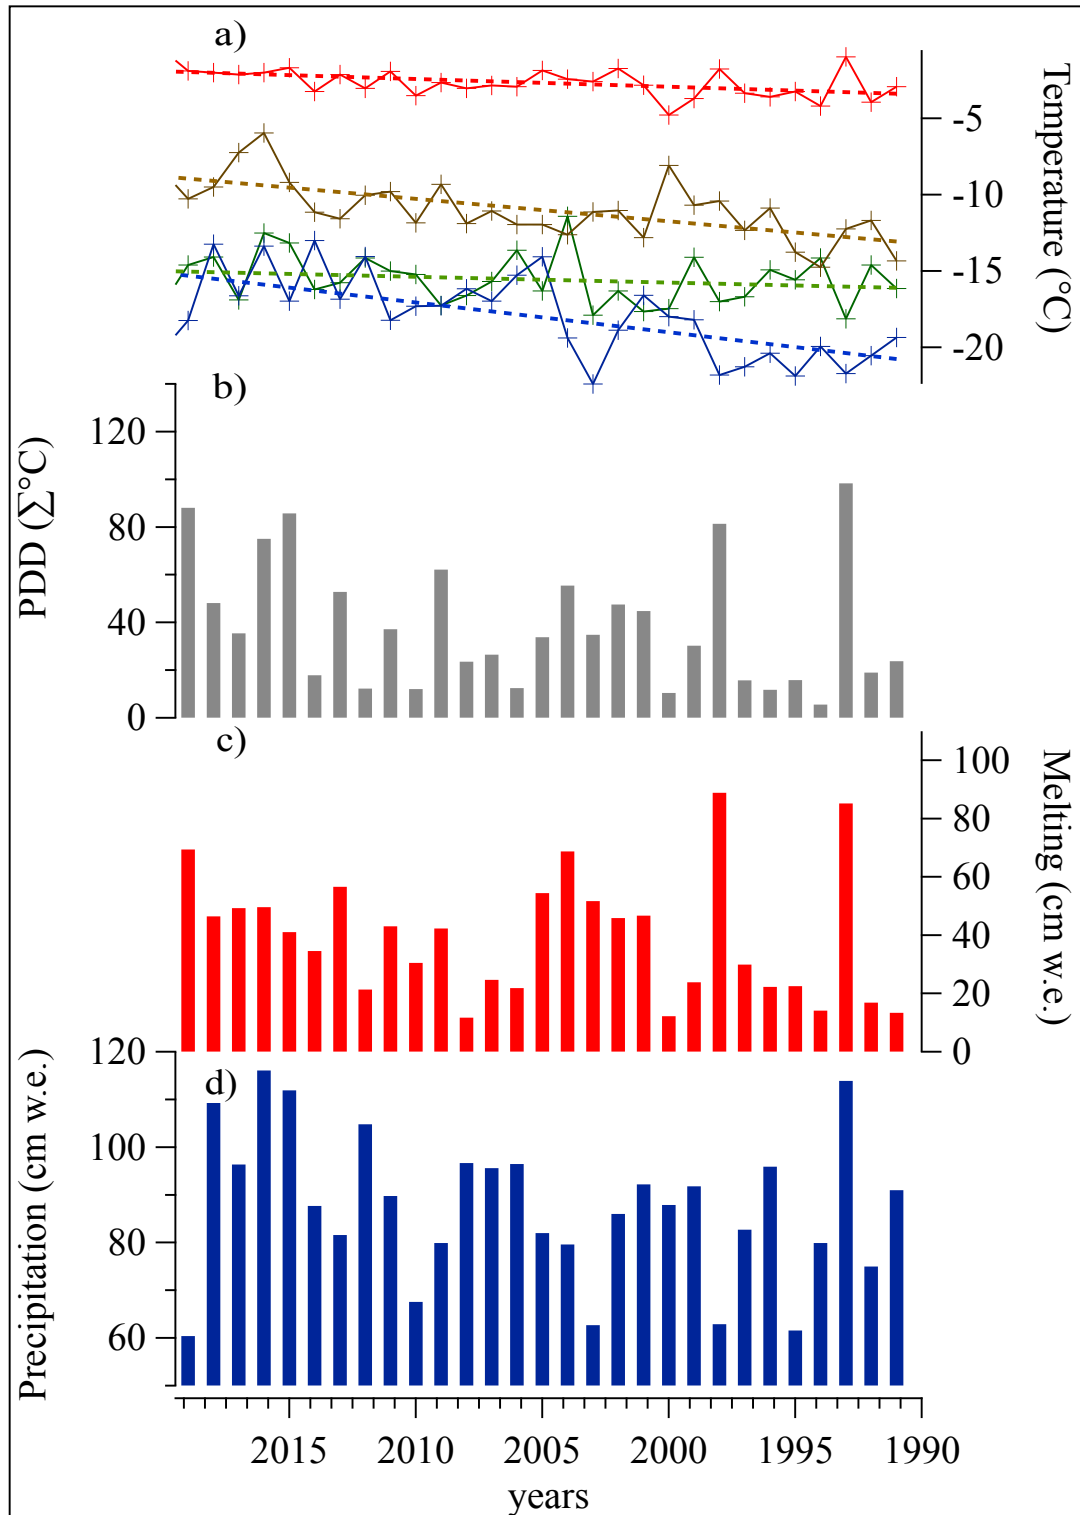 a)
-5
-10
-15
-20
Temperature (°C)
b)
120
80
40
0
PDD (∑°C)
c)
100
80
60
40
20
0
Melting (cm w.e.)
d)
120
100
80
60
Precipitation (cm w.e.)
2015 2010 2005 2000 1995 1990
years